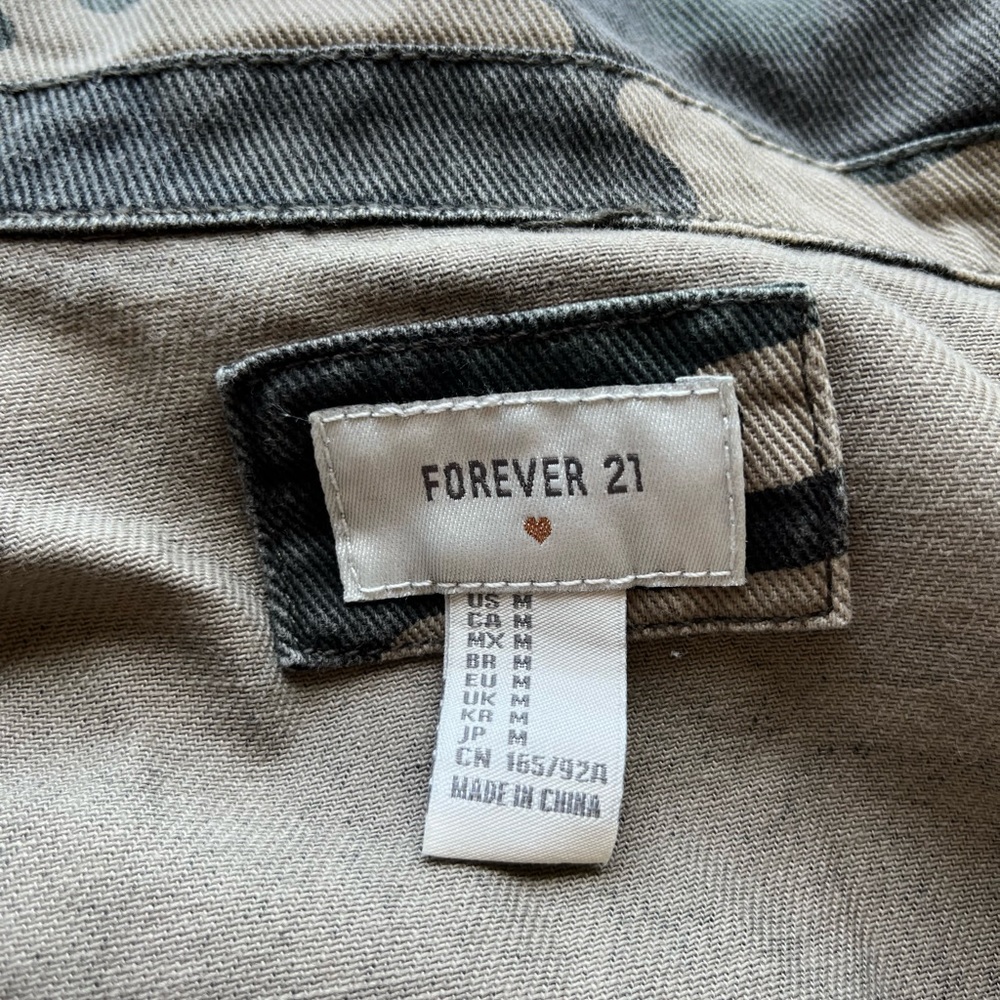 FOREVER 21
US M
CA M
MX M
BR M
EU M
UK M
KR M
JP M
CN 165/92A
MADE IN CHINA